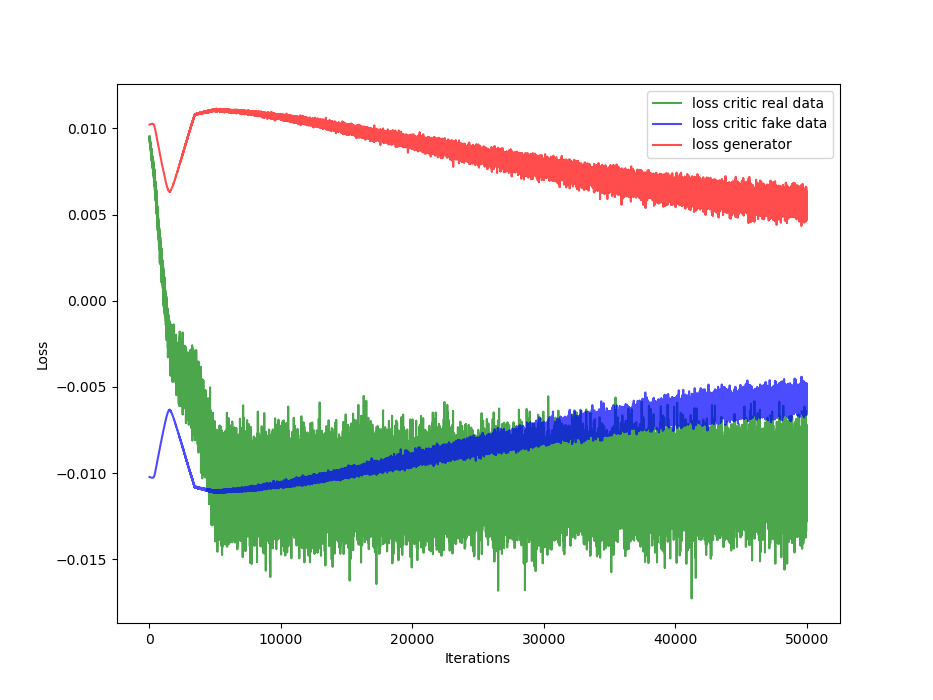 loss critic real data
loss critic fake data
loss generator
0.010
0.005
0.000
−0.005
−0.010
−0.015
Loss
0 10000 20000 30000 40000 50000
Iterations